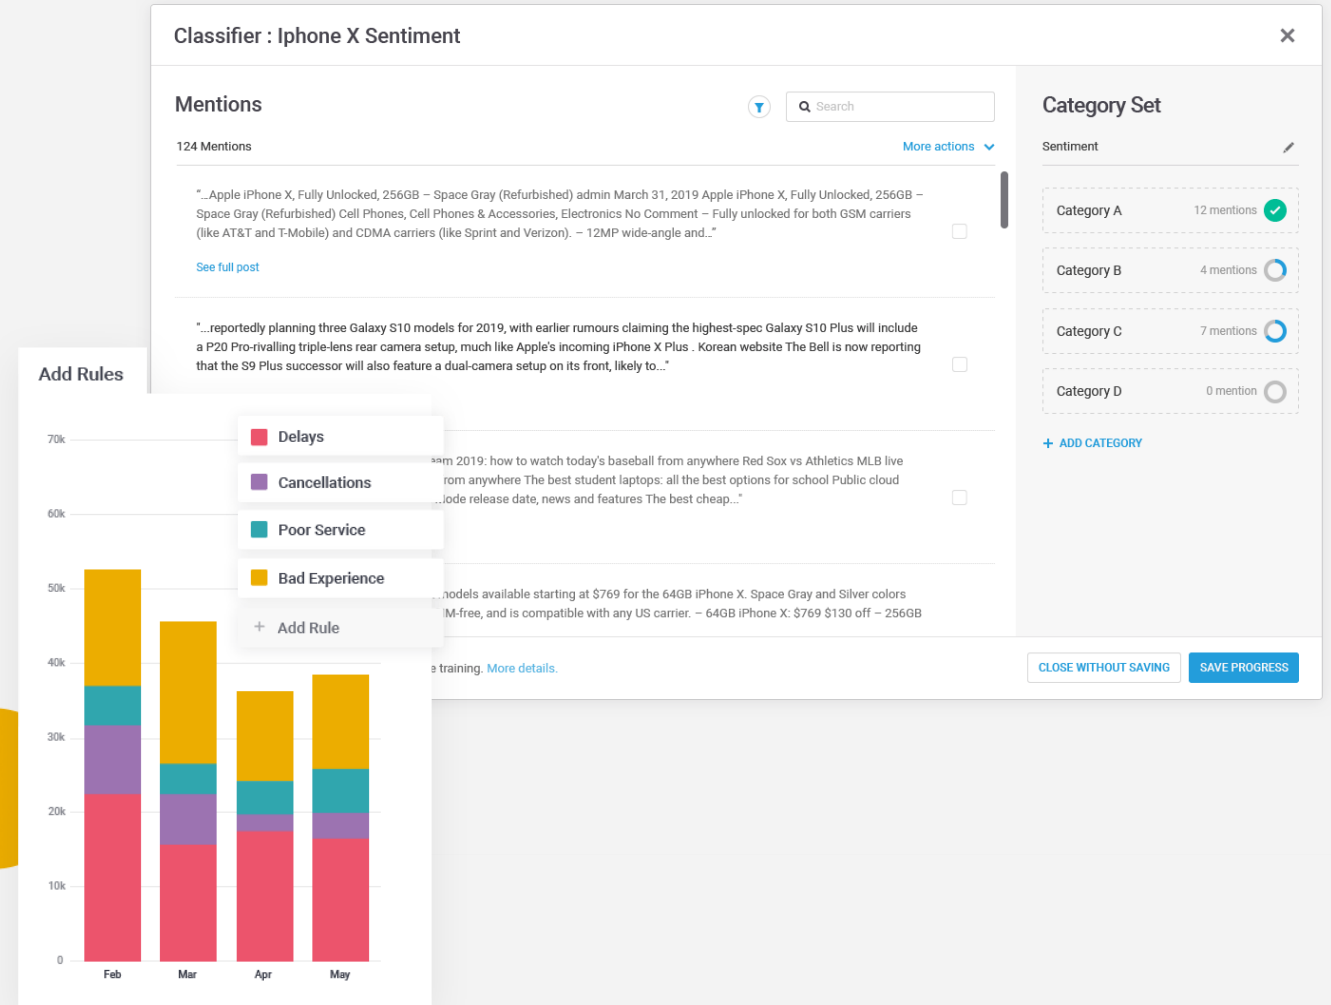 Classifier : Iphone X Sentiment
Mentions
Search
124 Mentions
More actions
"...Apple iPhone X, Fully Unlocked, 256GB – Space Gray (Refurbished) admin March 31, 2019 Apple iPhone X, Fully Unlocked, 256GB –
Space Gray (Refurbished) Cell Phones, Cell Phones & Accessories, Electronics No Comment – Fully unlocked for both GSM carriers
(like AT&T and T-Mobile) and CDMA carriers (like Sprint and Verizon). – 12MP wide-angle and..."
See full post
"...reportedly planning three Galaxy S10 models for 2019, with earlier rumours claiming the highest-spec Galaxy S10 Plus will include
a P20 Pro-rivalling triple-lens rear camera setup, much like Apple's incoming iPhone X Plus . Korean website The Bell is now reporting
that the S9 Plus successor will also feature a dual-camera setup on its front, likely to..."
2019: how to watch today's baseball from anywhere Red Sox vs Athletics MLB live
from anywhere The best student laptops: all the best options for school Public cloud
release date, news and features The best cheap..."
models available starting at $769 for the 64GB iPhone X. Space Gray and Silver colors
and is compatible with any US carrier. – 64GB iPhone X: $769 $130 off – 256GB
training. More details.
Category Set
Sentiment
Category A 12 mentions
Category B 4 mentions
Category C 7 mentions
Category D 0 mention
+ ADD CATEGORY
CLOSE WITHOUT SAVING
SAVE PROGRESS
Add Rules
Delays
Cancellations
Poor Service
Bad Experience
+ Add Rule
70k
60k
50k
40k
30k
20k
10k
0
Feb Mar Apr May